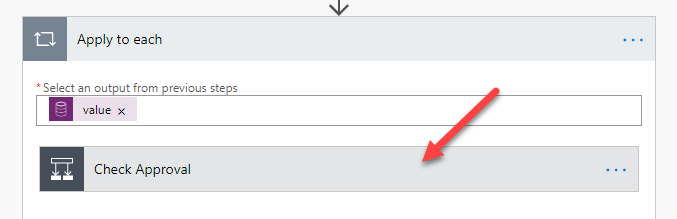 Apply to each
* Select an output from previous steps
value x
Check Approval